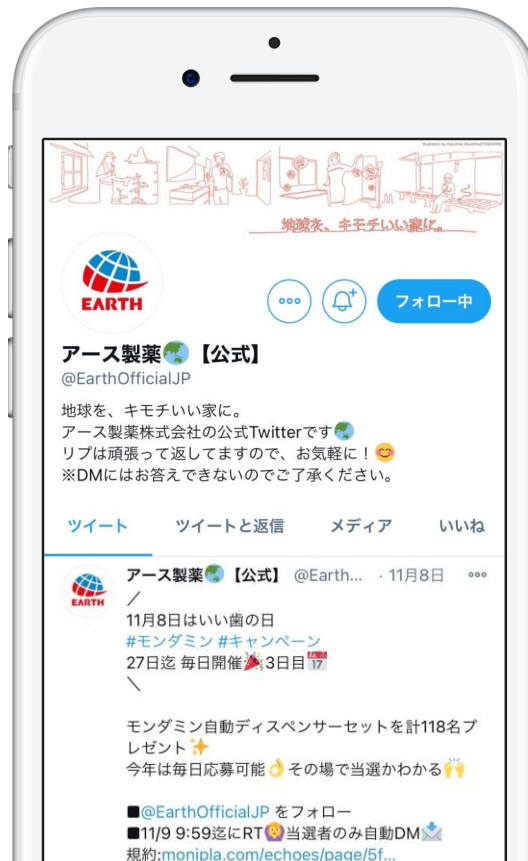 地球を、キモチいい家に。
EARTH
フォロー中
アース製薬🌏【公式】
@EarthOfficialJP
地球を、キモチいい家に。
アース製薬株式会社の公式Twitterです🌏
リプは頑張って返してますので、お気軽に！😊
※DMにはお答えできないのでご了承ください。
ツイート ツイートと返信 メディア いいね
EARTH
アース製薬🌏【公式】 @Earth... · 11月8日
／
11月8日はいい歯の日
#モンダミン #キャンペーン
27日迄 毎日開催🎉3日目📅
＼
モンダミン自動ディスペンサーセットを計118名プ
レゼント✨
今年は毎日応募可能👌その場で当選かわかる🙌
■@EarthOfficialJP をフォロー
■11/9 9:59迄にRT🙆当選者のみ自動DM📩
規約:monipla.com/echoes/page/5f...